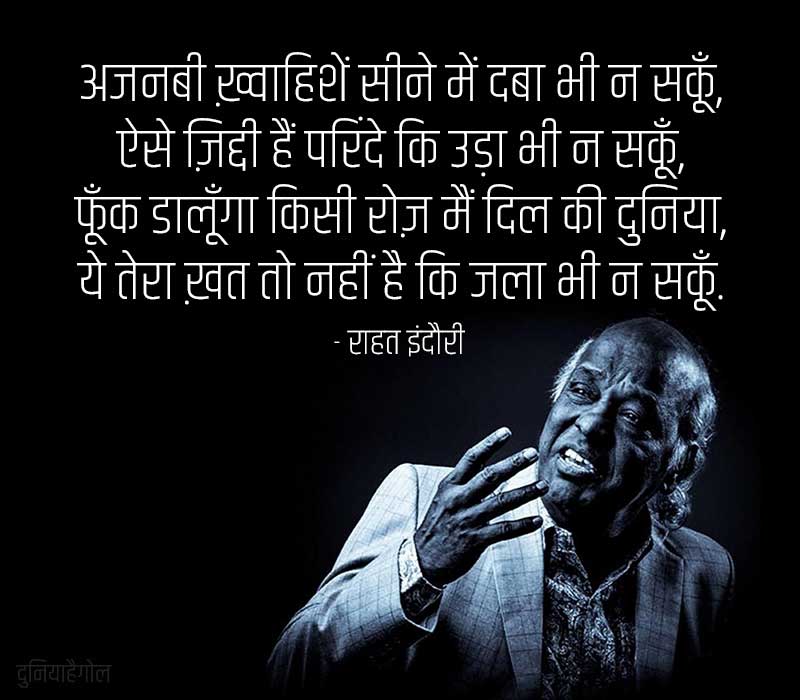 अजनबी ख़्वाहिशें सीने में दबा भी न सकूँ,
ऐसे ज़िद्दी हैं परिंदे कि उड़ा भी न सकूँ,
फूँक डालूँगा किसी रोज़ मैं दिल की दुनिया,
ये तेरा ख़त तो नहीं है कि जला भी न सकूँ.
- राहत इंदौरी
दुनियाहैगोल